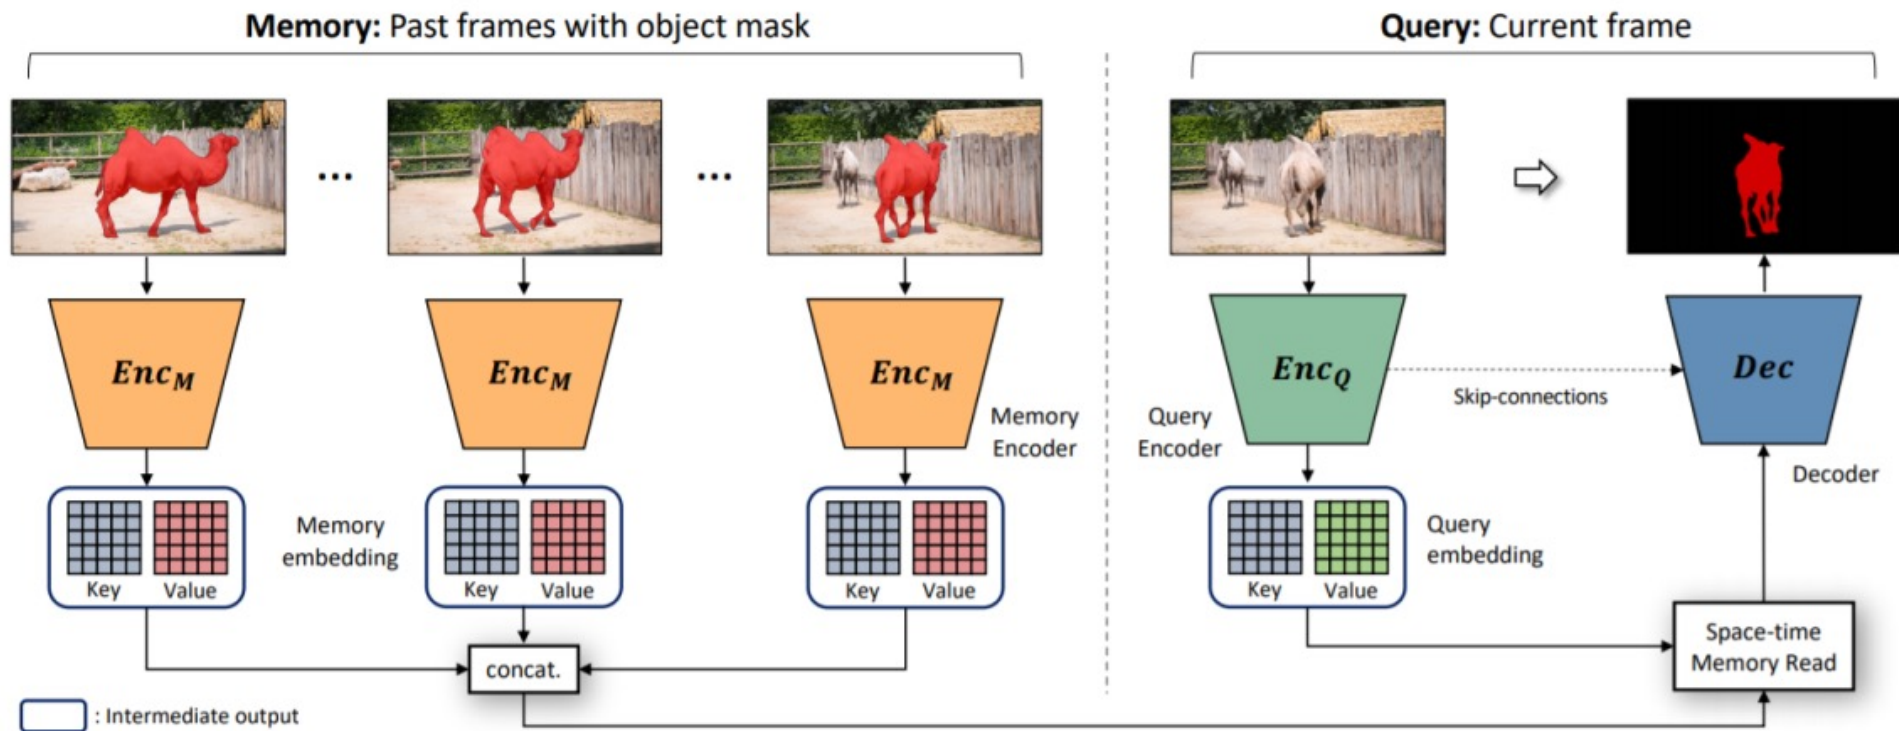 Memory: Past frames with object mask
Query: Current frame
...
...
Enc_M
Enc_M
Enc_M
Enc_Q
Dec
Skip-connections
Memory
Encoder
Query
Encoder
Decoder
Key Value
Memory
embedding
Key Value
Key Value
Key Value
Query
embedding
concat.
Space-time
Memory Read
: Intermediate output